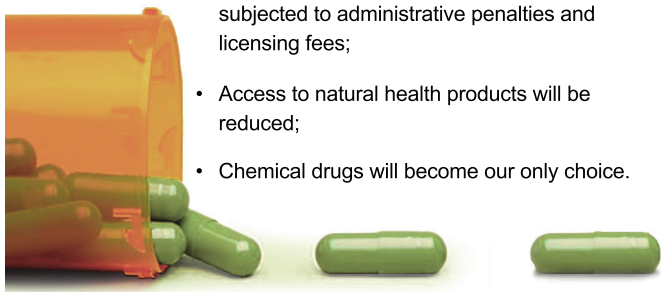 subjected to administrative penalties and
licensing fees;
• Access to natural health products will be
reduced;
• Chemical drugs will become our only choice.